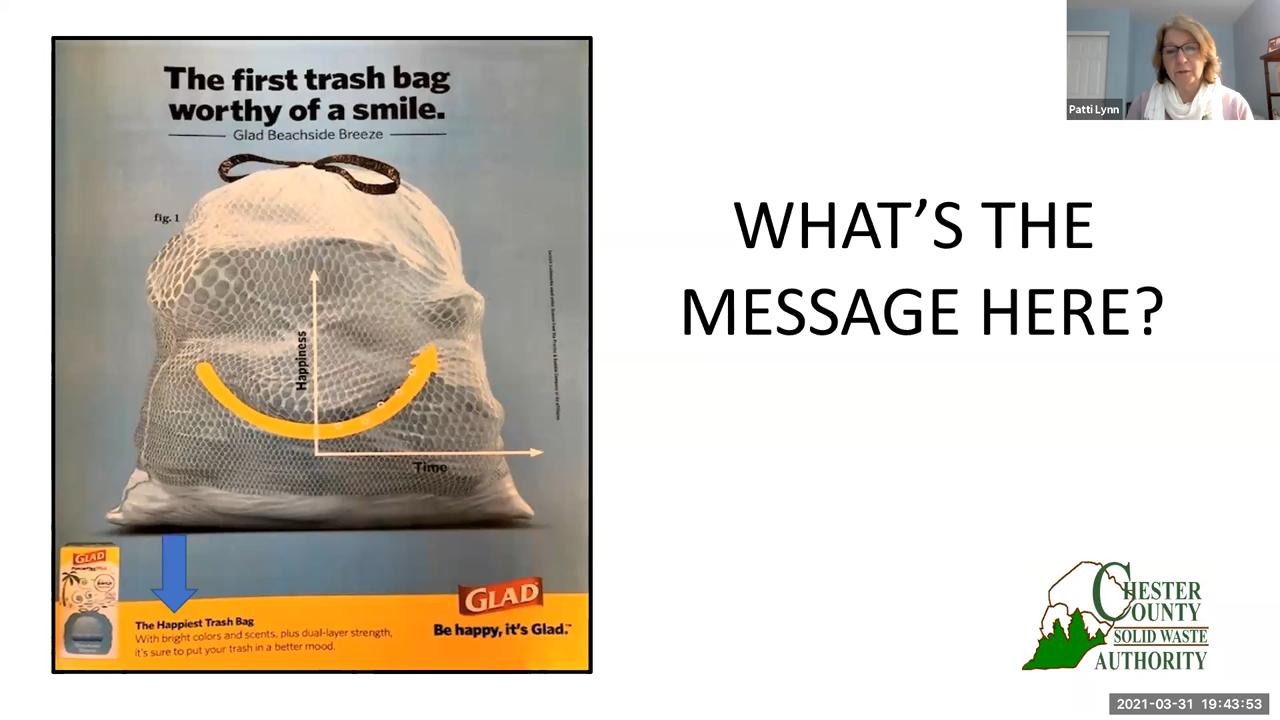 The first trash bag
worthy of a smile.
Glad Beachside Breeze
fig. 1
Happiness
Time
GLAD
The Happiest Trash Bag
With bright colors and scents, plus dual-layer strength,
it's sure to put your trash in a better mood.
GLAD
Be happy, it's Glad.™
WHAT'S THE
MESSAGE HERE?
Patti Lynn
CHESTER
COUNTY
SOLID WASTE
AUTHORITY
2021-03-31 19:43:53